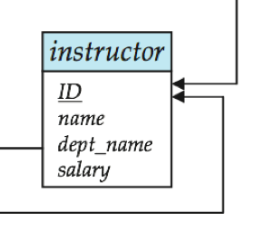 instructor
ID
name
dept_name
salary